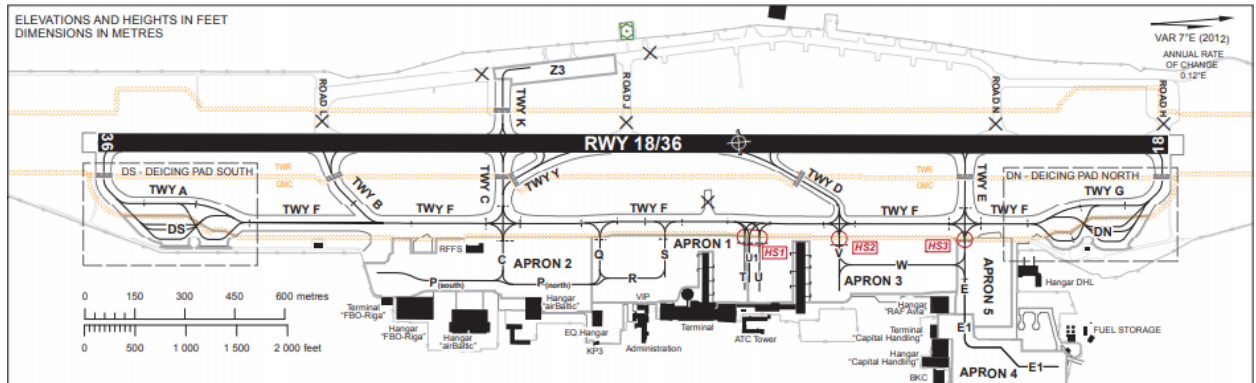 ELEVATIONS AND HEIGHTS IN FEET
DIMENSIONS IN METRES
VAR 7°E (2012)
ANNUAL RATE
OF CHANGE
0.12°E
Z3
ROAD J
ROAD N
ROAD H
TWY K
36
RWY 18/36
18
DS - DEICING PAD SOUTH
TWR
GMC
TWY A
TWY B
TWY C
TWY Y
TWY D
TWR
GMC
TWY E
DN - DEICING PAD NORTH
TWY G
TWY F
TWY F
TWY F
TWY F
TWY F
DS
DN
RFFS
C
APRON 2
Q
S
R
APRON 1
HS1
U1
T
U
HS2
V
HS3
W
APRON 3
E
APRON 5
P(south)
P(north)
Hangar DHL
0 150 300 450 600 metres
0 500 1 000 1 500 2 000 feet
Terminal
"FBO-Riga"
Hangar
"FBO-Riga"
Hangar
"airBaltic"
Hangar
"airBaltic"
EQ.Hangar
KP3
VIP
Administration
Terminal
ATC Tower
Hangar
"RAF Avia"
Terminal
"Capital Handling"
Hangar
"Capital Handling"
BKC
E1
APRON 4
E1
FUEL STORAGE